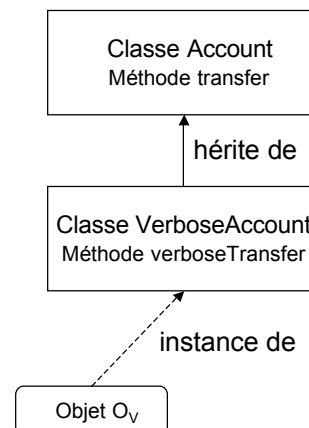 Classe Account
Méthode transfer
hérite de
Classe VerboseAccount
Méthode verboseTransfer
instance de
Objet OV